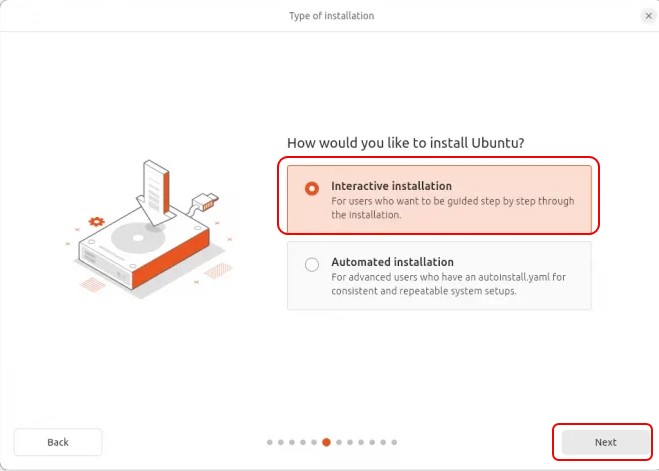 Type of installation
How would you like to install Ubuntu?
Interactive installation
For users who want to be guided step by step through
the installation.
Automated installation
For advanced users who have an autoinstall.yaml for
consistent and repeatable system setups.
Back
Next